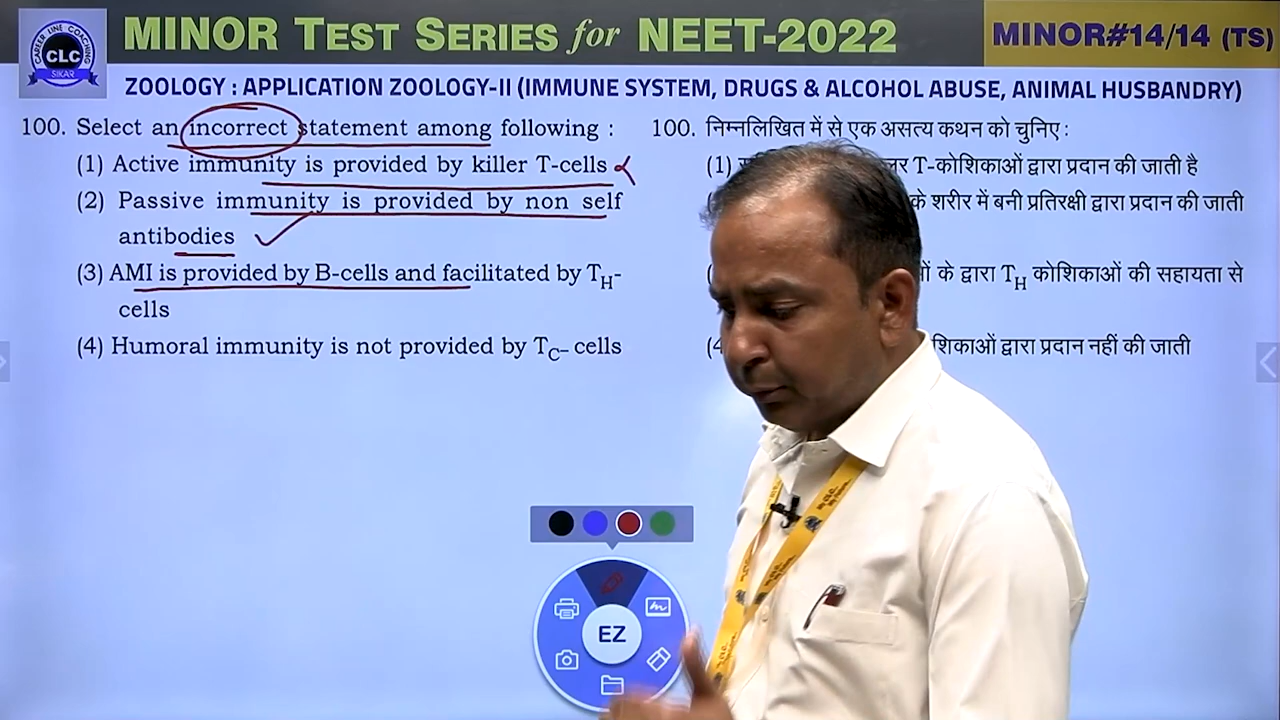 CAREER LINE COACHING
CLC
SIKAR
MINOR TEST SERIES for NEET-2022
MINOR#14/14 (TS)
ZOOLOGY : APPLICATION ZOOLOGY-II (IMMUNE SYSTEM, DRUGS & ALCOHOL ABUSE, ANIMAL HUSBANDRY)
100. Select an incorrect statement among following :
(1) Active immunity is provided by killer T-cells
(2) Passive immunity is provided by non self
antibodies
(3) AMI is provided by B-cells and facilitated by TH-
cells
(4) Humoral immunity is not provided by TC– cells
100. निम्नलिखित में से एक असत्य कथन को चुनिए :
(1) T-कोशिकाओं द्वारा प्रदान की जाती है
के शरीर में बनी प्रतिरक्षी द्वारा प्रदान की जाती
के द्वारा TH कोशिकाओं की सहायता से
(4 द्वारा प्रदान नहीं की जाती
EZ